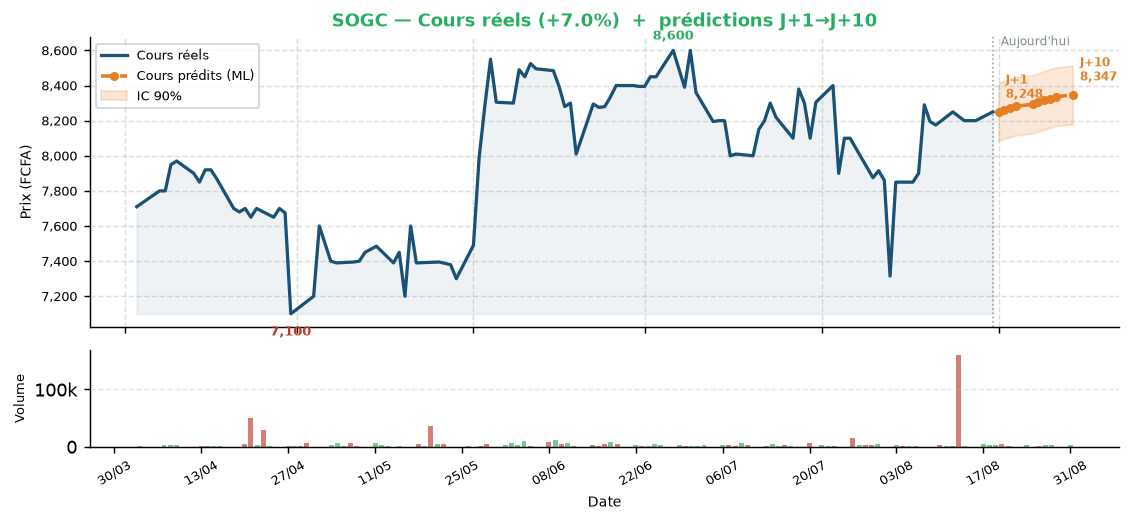 SOGC — Cours réels (+7.0%) + prédictions J+1→J+10
8,600
Aujourd'hui
Cours réels
Cours prédits (ML)
IC 90%
J+1
8,248
J+10
8,347
Prix (FCFA)
8,600
8,400
8,200
8,000
7,800
7,600
7,400
7,200
7,100
Volume
100k
0
30/03
13/04
27/04
11/05
25/05
08/06
22/06
06/07
20/07
03/08
17/08
31/08
Date